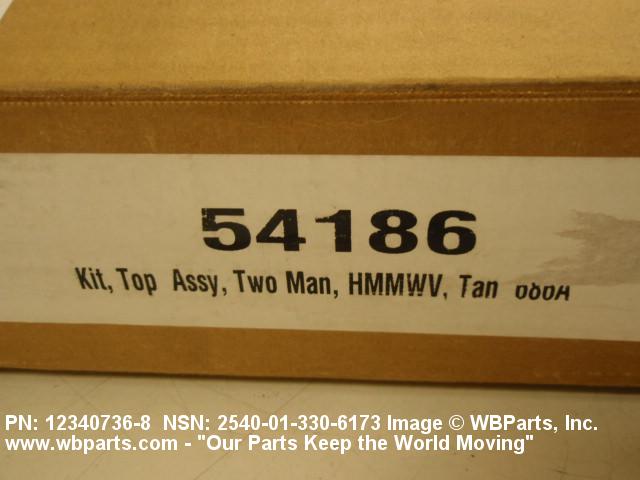 54186
Kit, Top Assy, Two Man, HMMWV, Tan 686A
PN: 12340736-8 NSN: 2540-01-330-6173 Image © WBParts, Inc.
www.wbparts.com - "Our Parts Keep the World Moving"